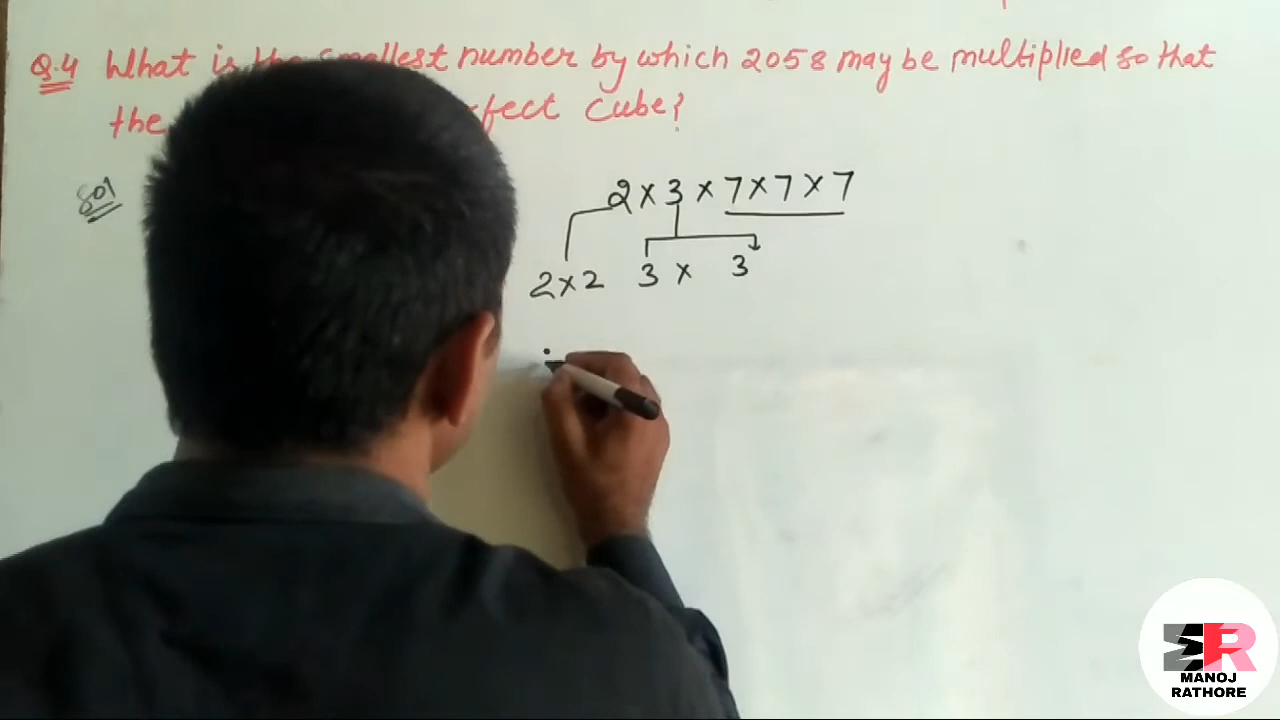 Q.4 What is the smallest number by which 2058 may be multiplied so that
the fect cube?
Sol
2 x 3 x 7 x 7 x 7
2 x 2 3 x 3
MANOJ
RATHORE